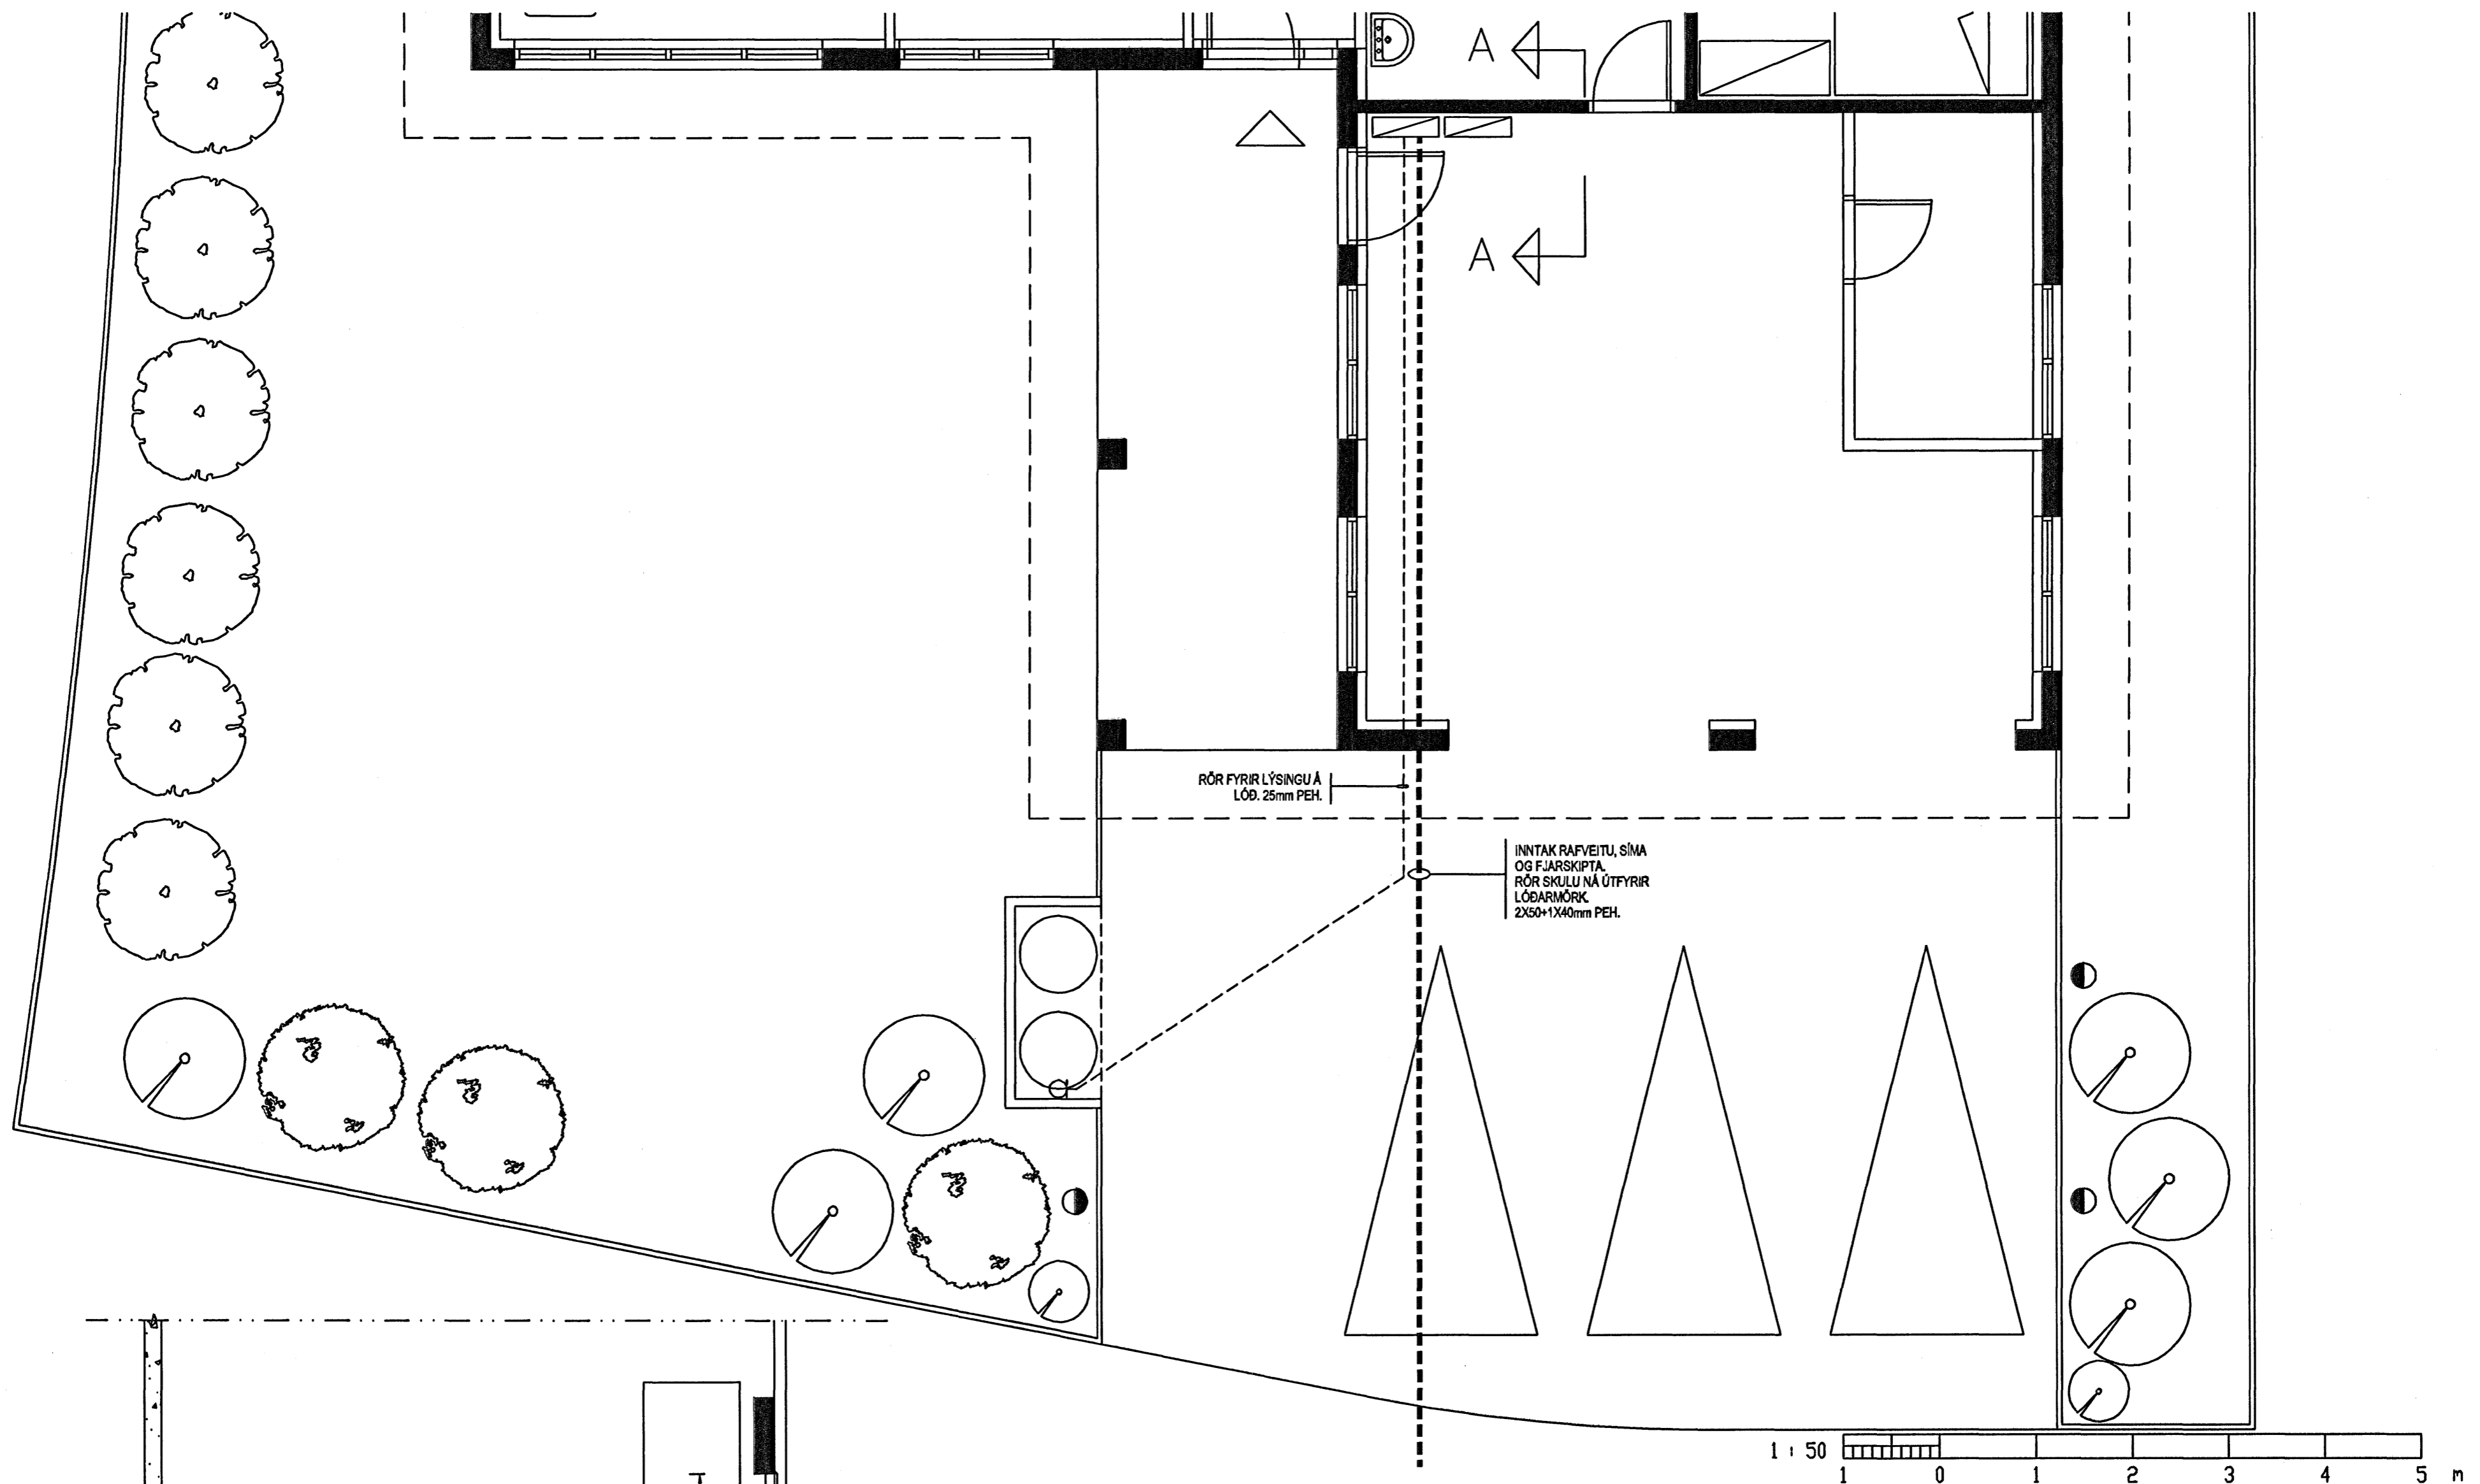 A
A
RÖR FYRIR LÝSINGU Á
LÓÐ. 25mm PEH.
INNTAK RAFVEITU, SÍMA
OG FJARSKIPTA.
RÖR SKULU NÁ ÚTFYRIR
LÓÐARMÖRK.
2X50+1X40mm PEH.
1 : 50
1 0 1 2 3 4 5 m